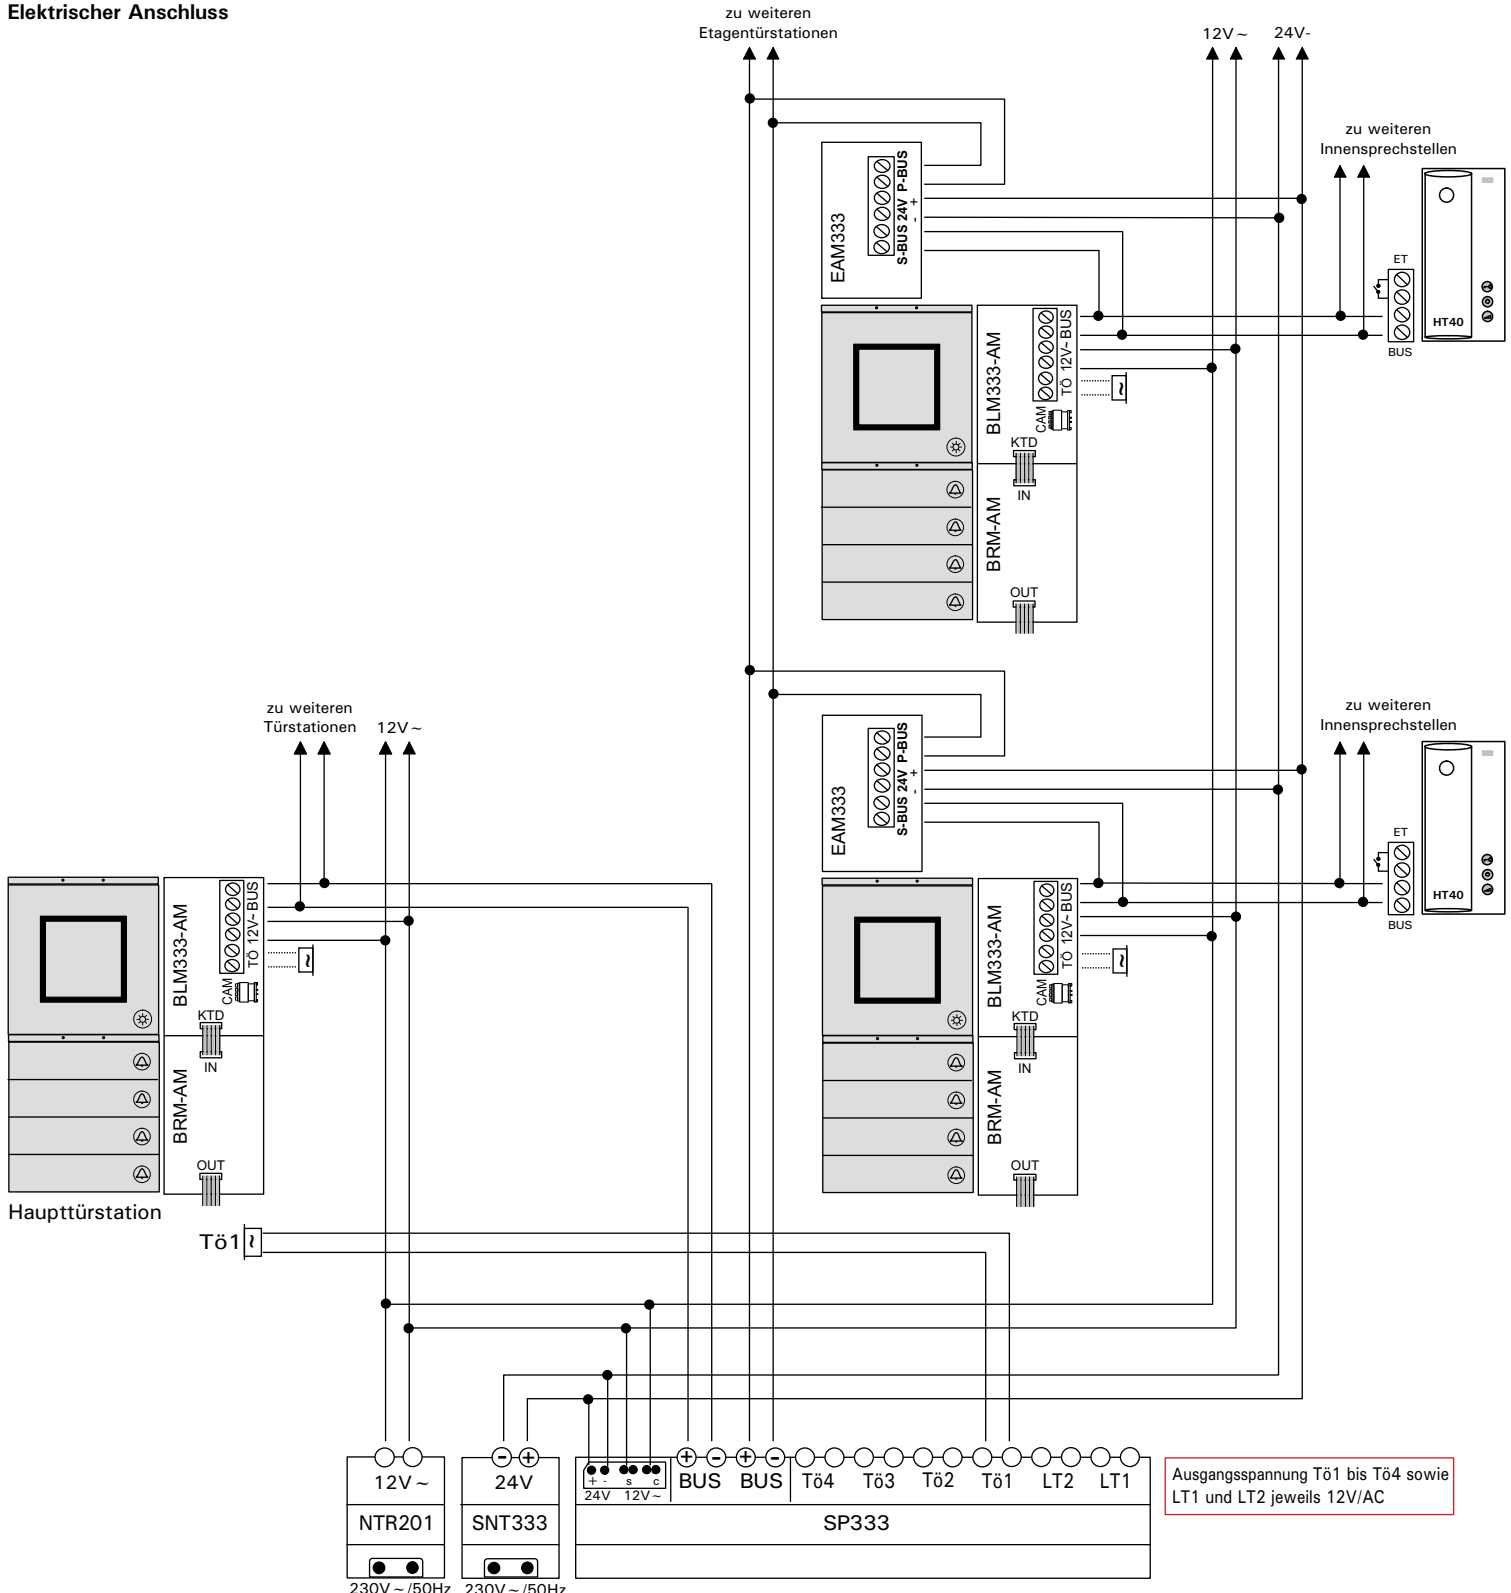 Elektrischer Anschluss
zu weiteren
Etagentürstationen
12V~
24V-
zu weiteren
Innensprechstellen
EAM333
S-BUS 24V P-BUS
- +
ET
HT40
BUS
BLM333-AM
TÖ 12V~ BUS
CAM
KTD
IN
BRM-AM
OUT
zu weiteren
Türstationen
12V~
zu weiteren
Innensprechstellen
EAM333
S-BUS 24V P-BUS
- +
ET
HT40
BUS
BLM333-AM
TÖ 12V~ BUS
CAM
KTD
IN
BRM-AM
OUT
BLM333-AM
TÖ 12V~ BUS
CAM
KTD
IN
BRM-AM
OUT
Haupttürstation
Tö1 ~
12V~
NTR201
230V~/50Hz
- +
24V
SNT333
230V~/50Hz
+ - s c
24V 12V~
+ - + -
BUS BUS Tö4 Tö3 Tö2 Tö1 LT2 LT1
SP333
Ausgangsspannung Tö1 bis Tö4 sowie
LT1 und LT2 jeweils 12V/AC